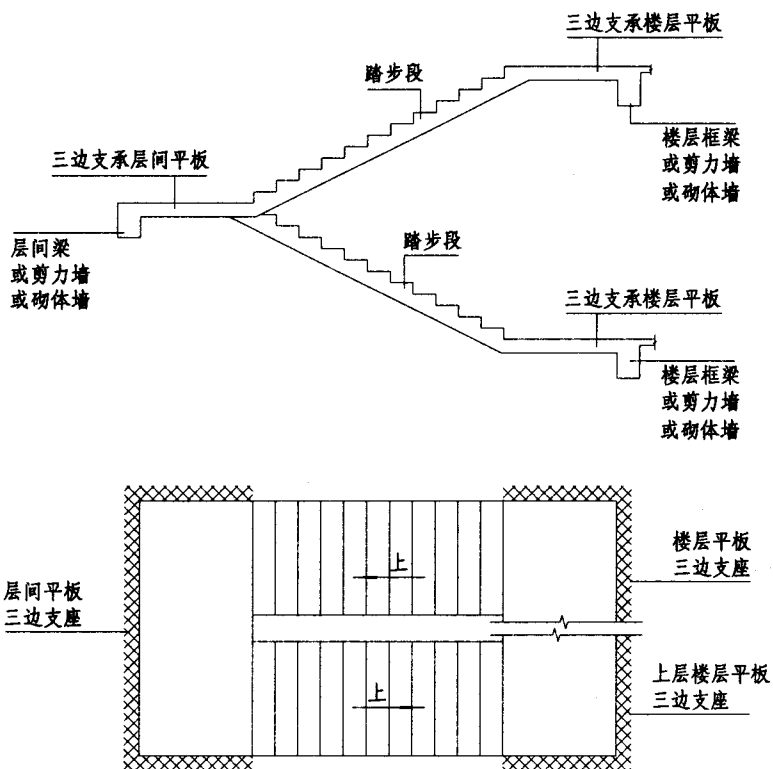 三边支承楼层平板
踏步段
楼层框梁
或剪力墙
或砌体墙
三边支承层间平板
层间梁
或剪力墙
或砌体墙
踏步段
三边支承楼层平板
楼层框梁
或剪力墙
或砌体墙
上
楼层平板
三边支座
层间平板
三边支座
上层楼层平板
三边支座
上